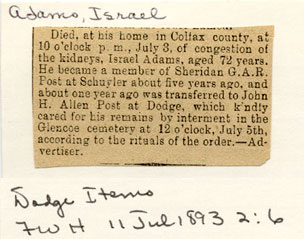 Adams, Israel
Died, at his home in Colfax county, at
10 o'clock p. m., July 3, of congestion of
the kidneys, Israel Adams, aged 72 years.
He became a member of Sheridan G.A.R.
Post at Schuyler about five years ago, and
about one year ago was transferred to John
H. Allen Post at Dodge, which kindly
cared for his remains by interment in the
Glencoe cemetery at 12 o'clock, July 5th,
according to the rituals of the order.—Ad-
vertiser.
Dodge Items
FWH 11 Jul 1893 2:6